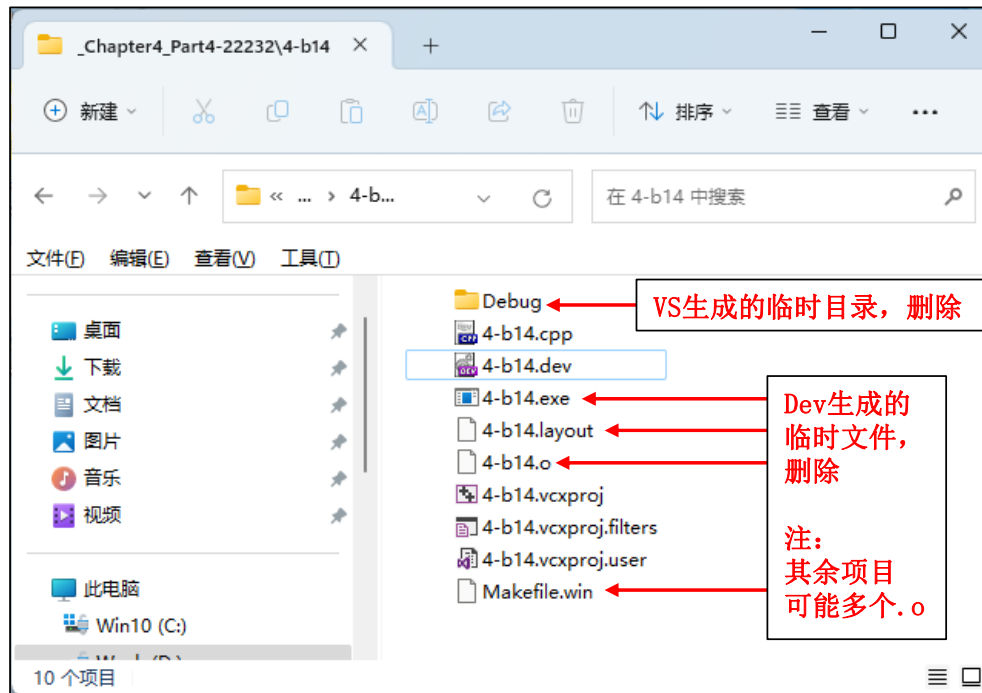 _Chapter4_Part4-22232\4-b14
新建
排序
查看
« ... › 4-b...
在 4-b14 中搜索
文件(F) 编辑(E) 查看(V) 工具(T)
桌面
下载
文档
图片
音乐
视频
此电脑
Win10 (C:)
Debug
4-b14.cpp
4-b14.dev
4-b14.exe
4-b14.layout
4-b14.o
4-b14.vcxproj
4-b14.vcxproj.filters
4-b14.vcxproj.user
Makefile.win
VS生成的临时目录，删除
Dev生成的
临时文件，
删除
注：
其余项目
可能多个.o
10 个项目